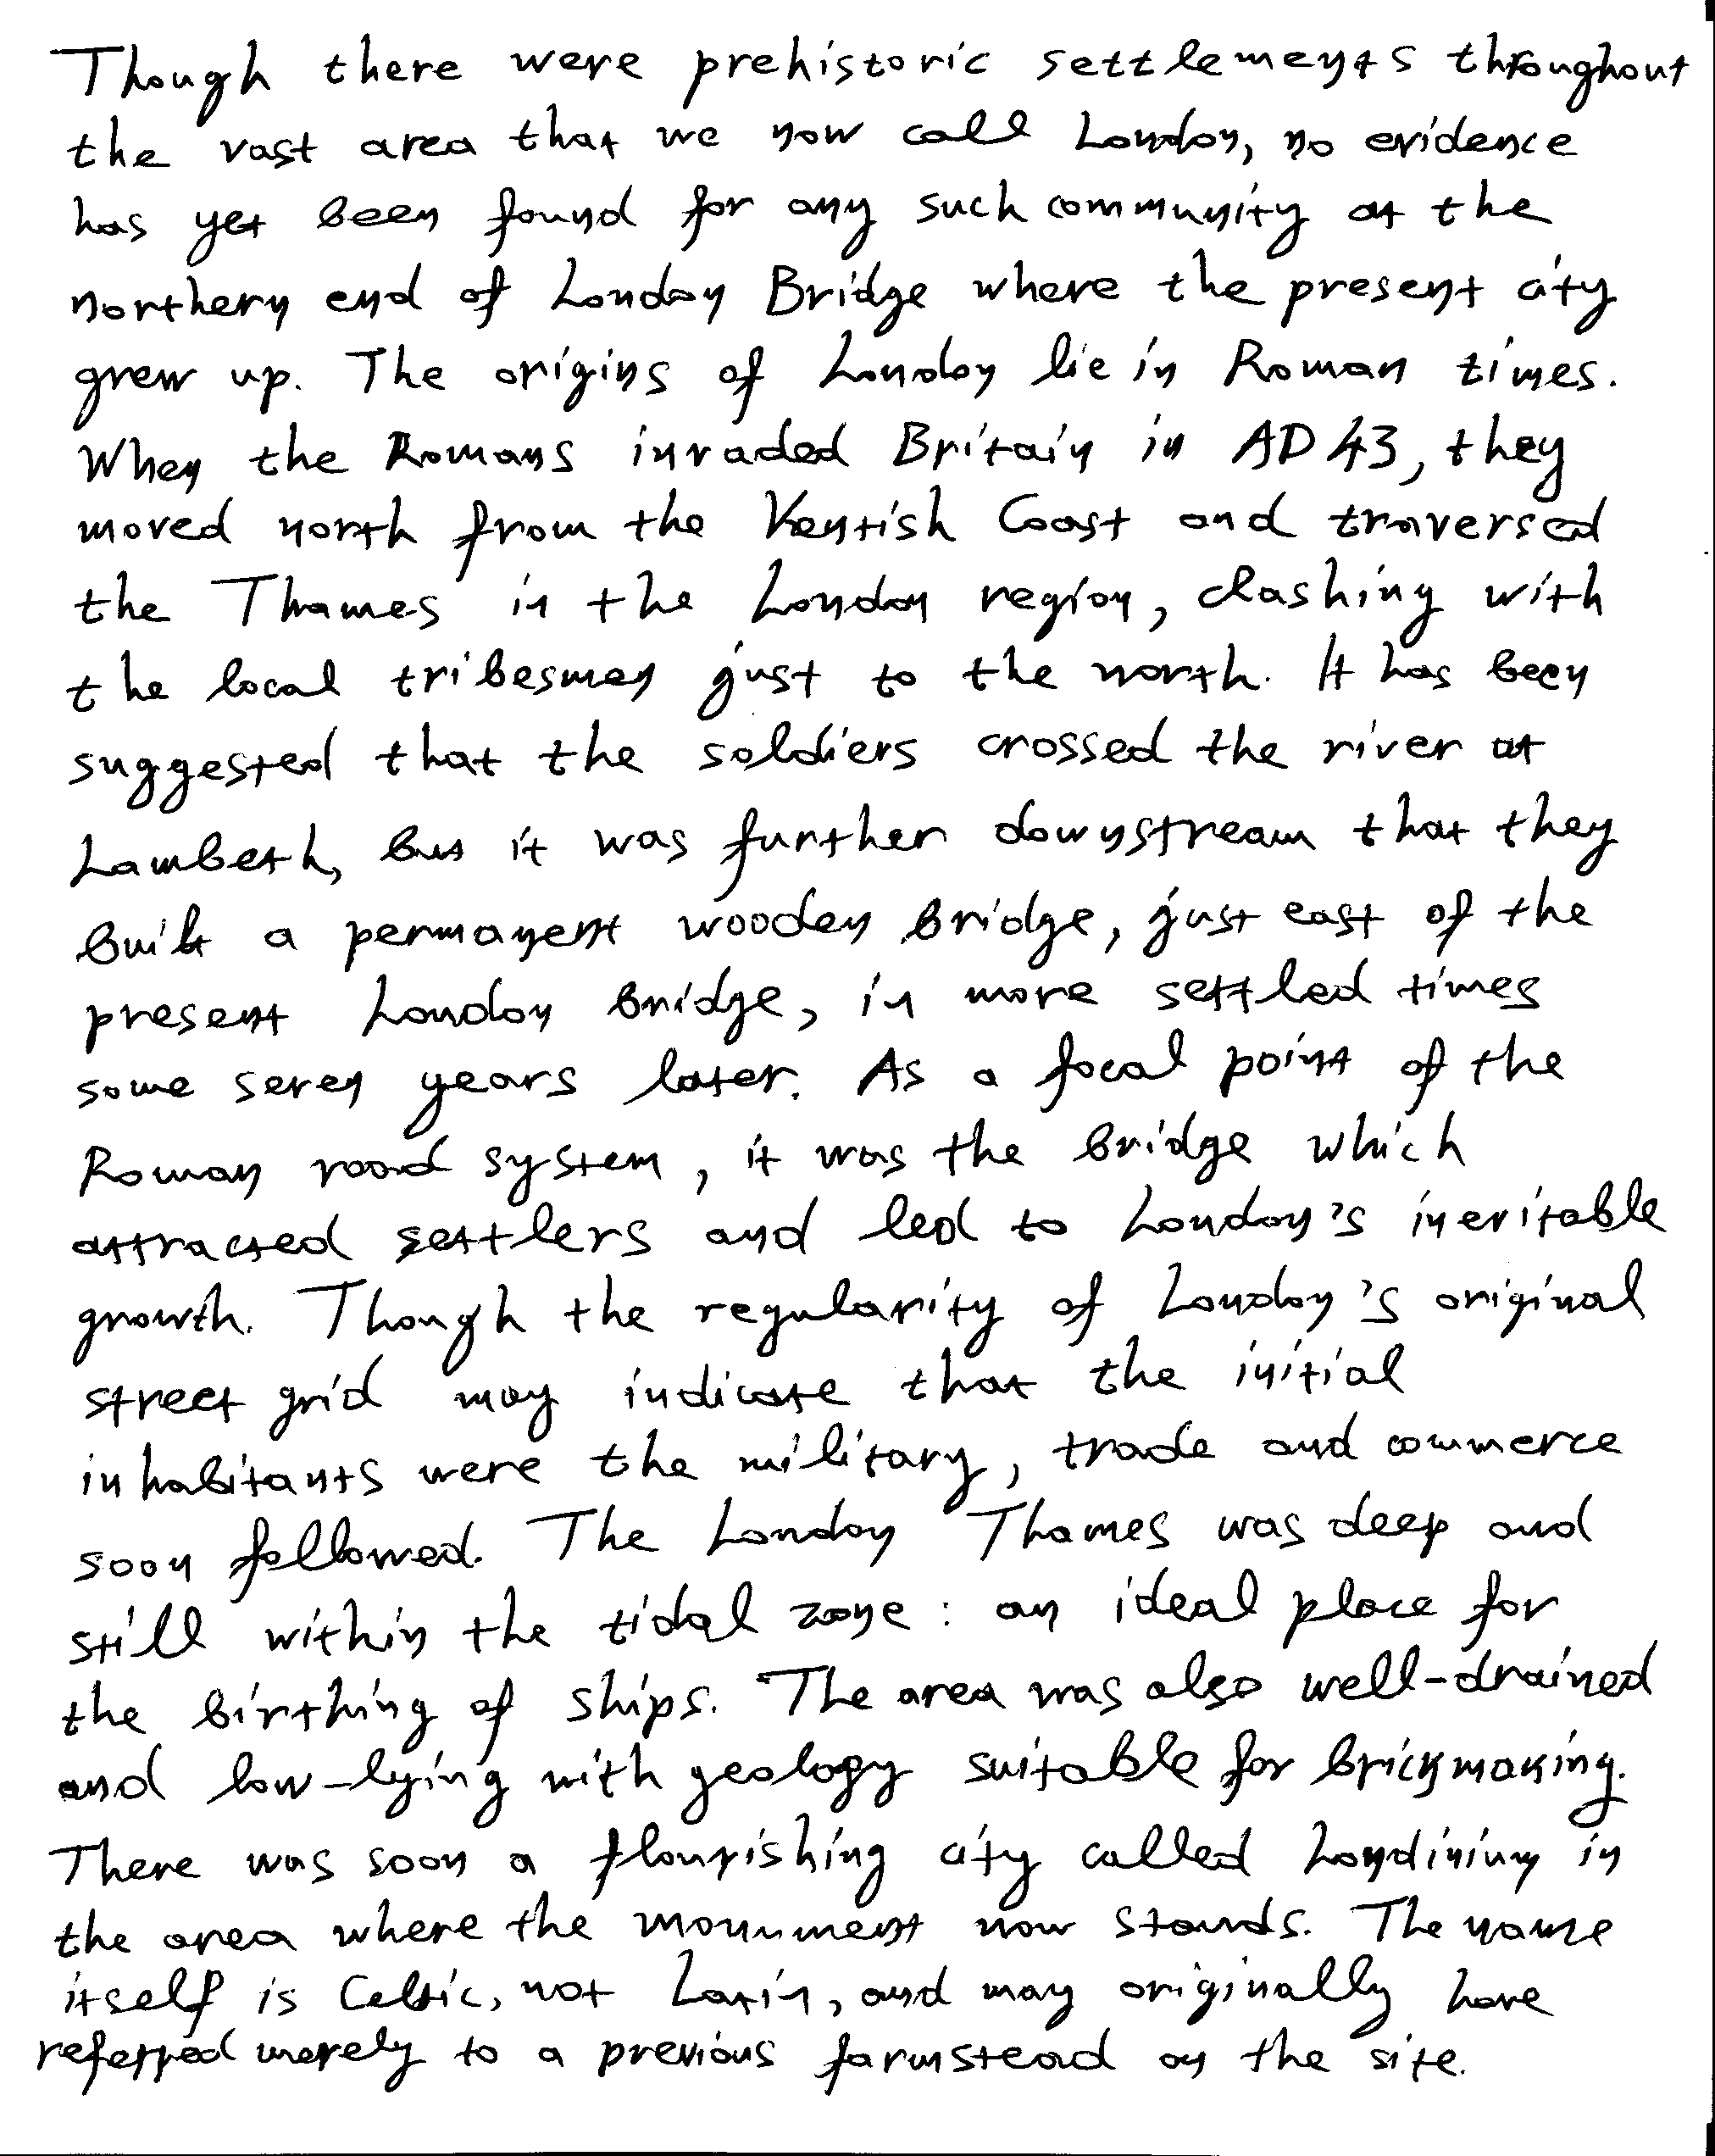 Though there were prehistoric settlements throughout
the vast area that we now call London, no evidence
has yet been found for any such community at the
northern end of London Bridge where the present city
grew up. The origins of London lie in Roman times.
When the Romans invaded Britain in AD 43, they
moved north from the Kentish Coast and traversed
the Thames in the London region, clashing with
the local tribesmen just to the north. It has been
suggested that the soldiers crossed the river at
Lambeth, but it was further downstream that they
built a permanent wooden bridge, just east of the
present London bridge, in more settled times
some seven years later. As a focal point of the
Roman road system, it was the bridge which
attracted settlers and led to London's inevitable
growth. Though the regularity of London's original
street grid may indicate that the initial
inhabitants were the military, trade and commerce
soon followed. The London Thames was deep and
still within the tidal zone: an ideal place for
the birthing of ships. The area was also well-drained
and low-lying with geology suitable for brickmaking.
There was soon a flourishing city called Londinium in
the area where the monument now stands. The name
itself is Celtic, not Latin, and may originally have
referred merely to a previous farmstead on the site.